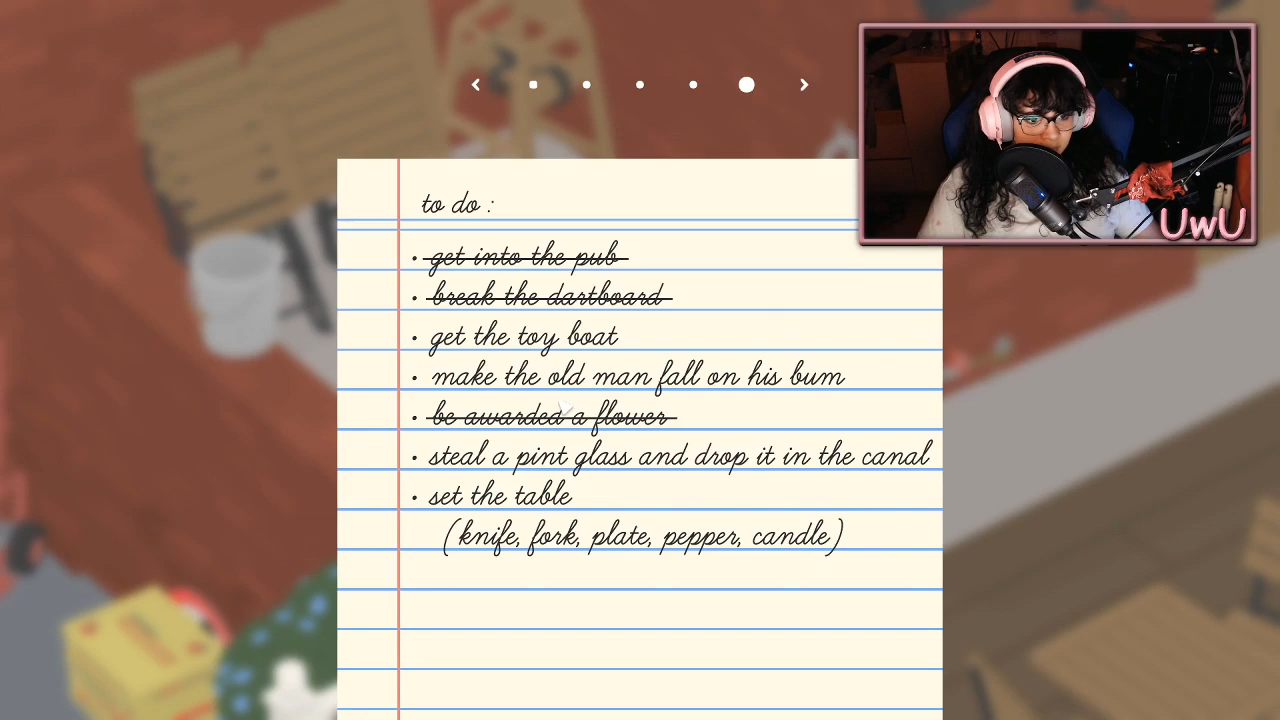 to do :
• get into the pub
• break the dartboard
• get the toy boat
• make the old man fall on his bum
• be awarded a flower
• steal a pint glass and drop it in the canal
• set the table
(knife, fork, plate, pepper, candle)
UwU